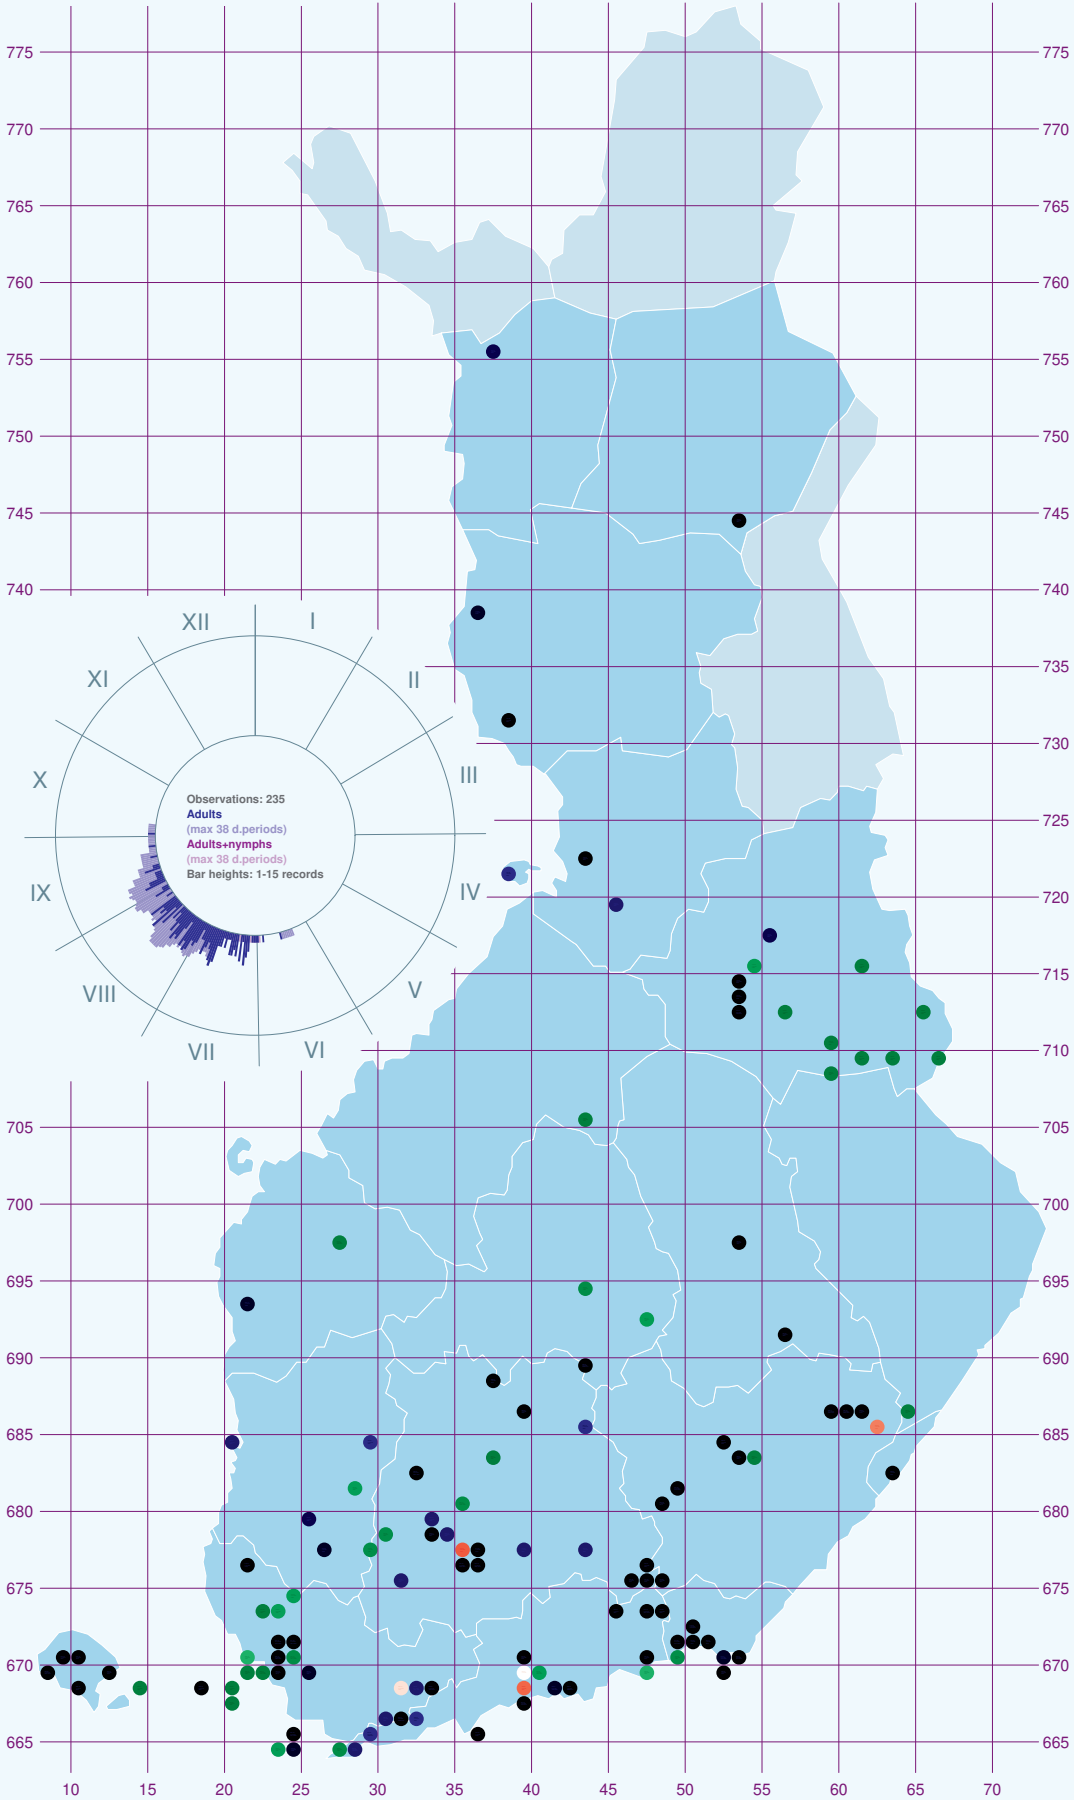 775 775
770 770
765 765
760 760
755 755
750 750
745 745
740 740
XII I
735
XI II
730
X III
Observations: 235
Adults
(max 38 d.periods)
725
Adults+nymphs
(max 38 d.periods)
Bar heights: 1-15 records
IX IV
720
715
VIII V
VII VI
710
705 705
700 700
695 695
690 690
685 685
680 680
675 675
670 670
665 665
10 15 20 25 30 35 40 45 50 55 60 65 70